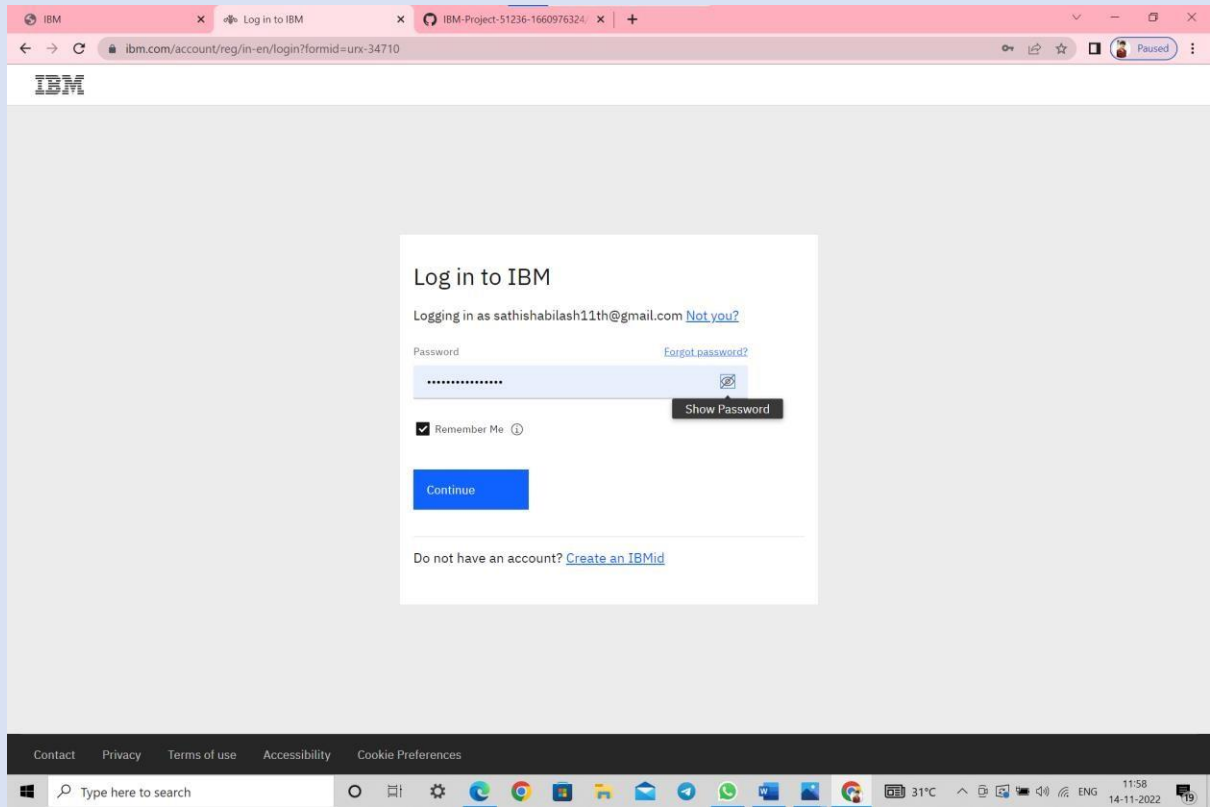 IBM
Log in to IBM
IBM-Project-51236-1660976324
ibm.com/account/reg/in-en/login?formid=urx-34710
Paused
IBM
Log in to IBM
Logging in as sathishabilash11th@gmail.com Not you?
Password Forgot password?
••••••••••••••••
Show Password
Remember Me
Continue
Do not have an account? Create an IBMid
Contact Privacy Terms of use Accessibility Cookie Preferences
Type here to search
31°C
ENG
11:58
14-11-2022
19